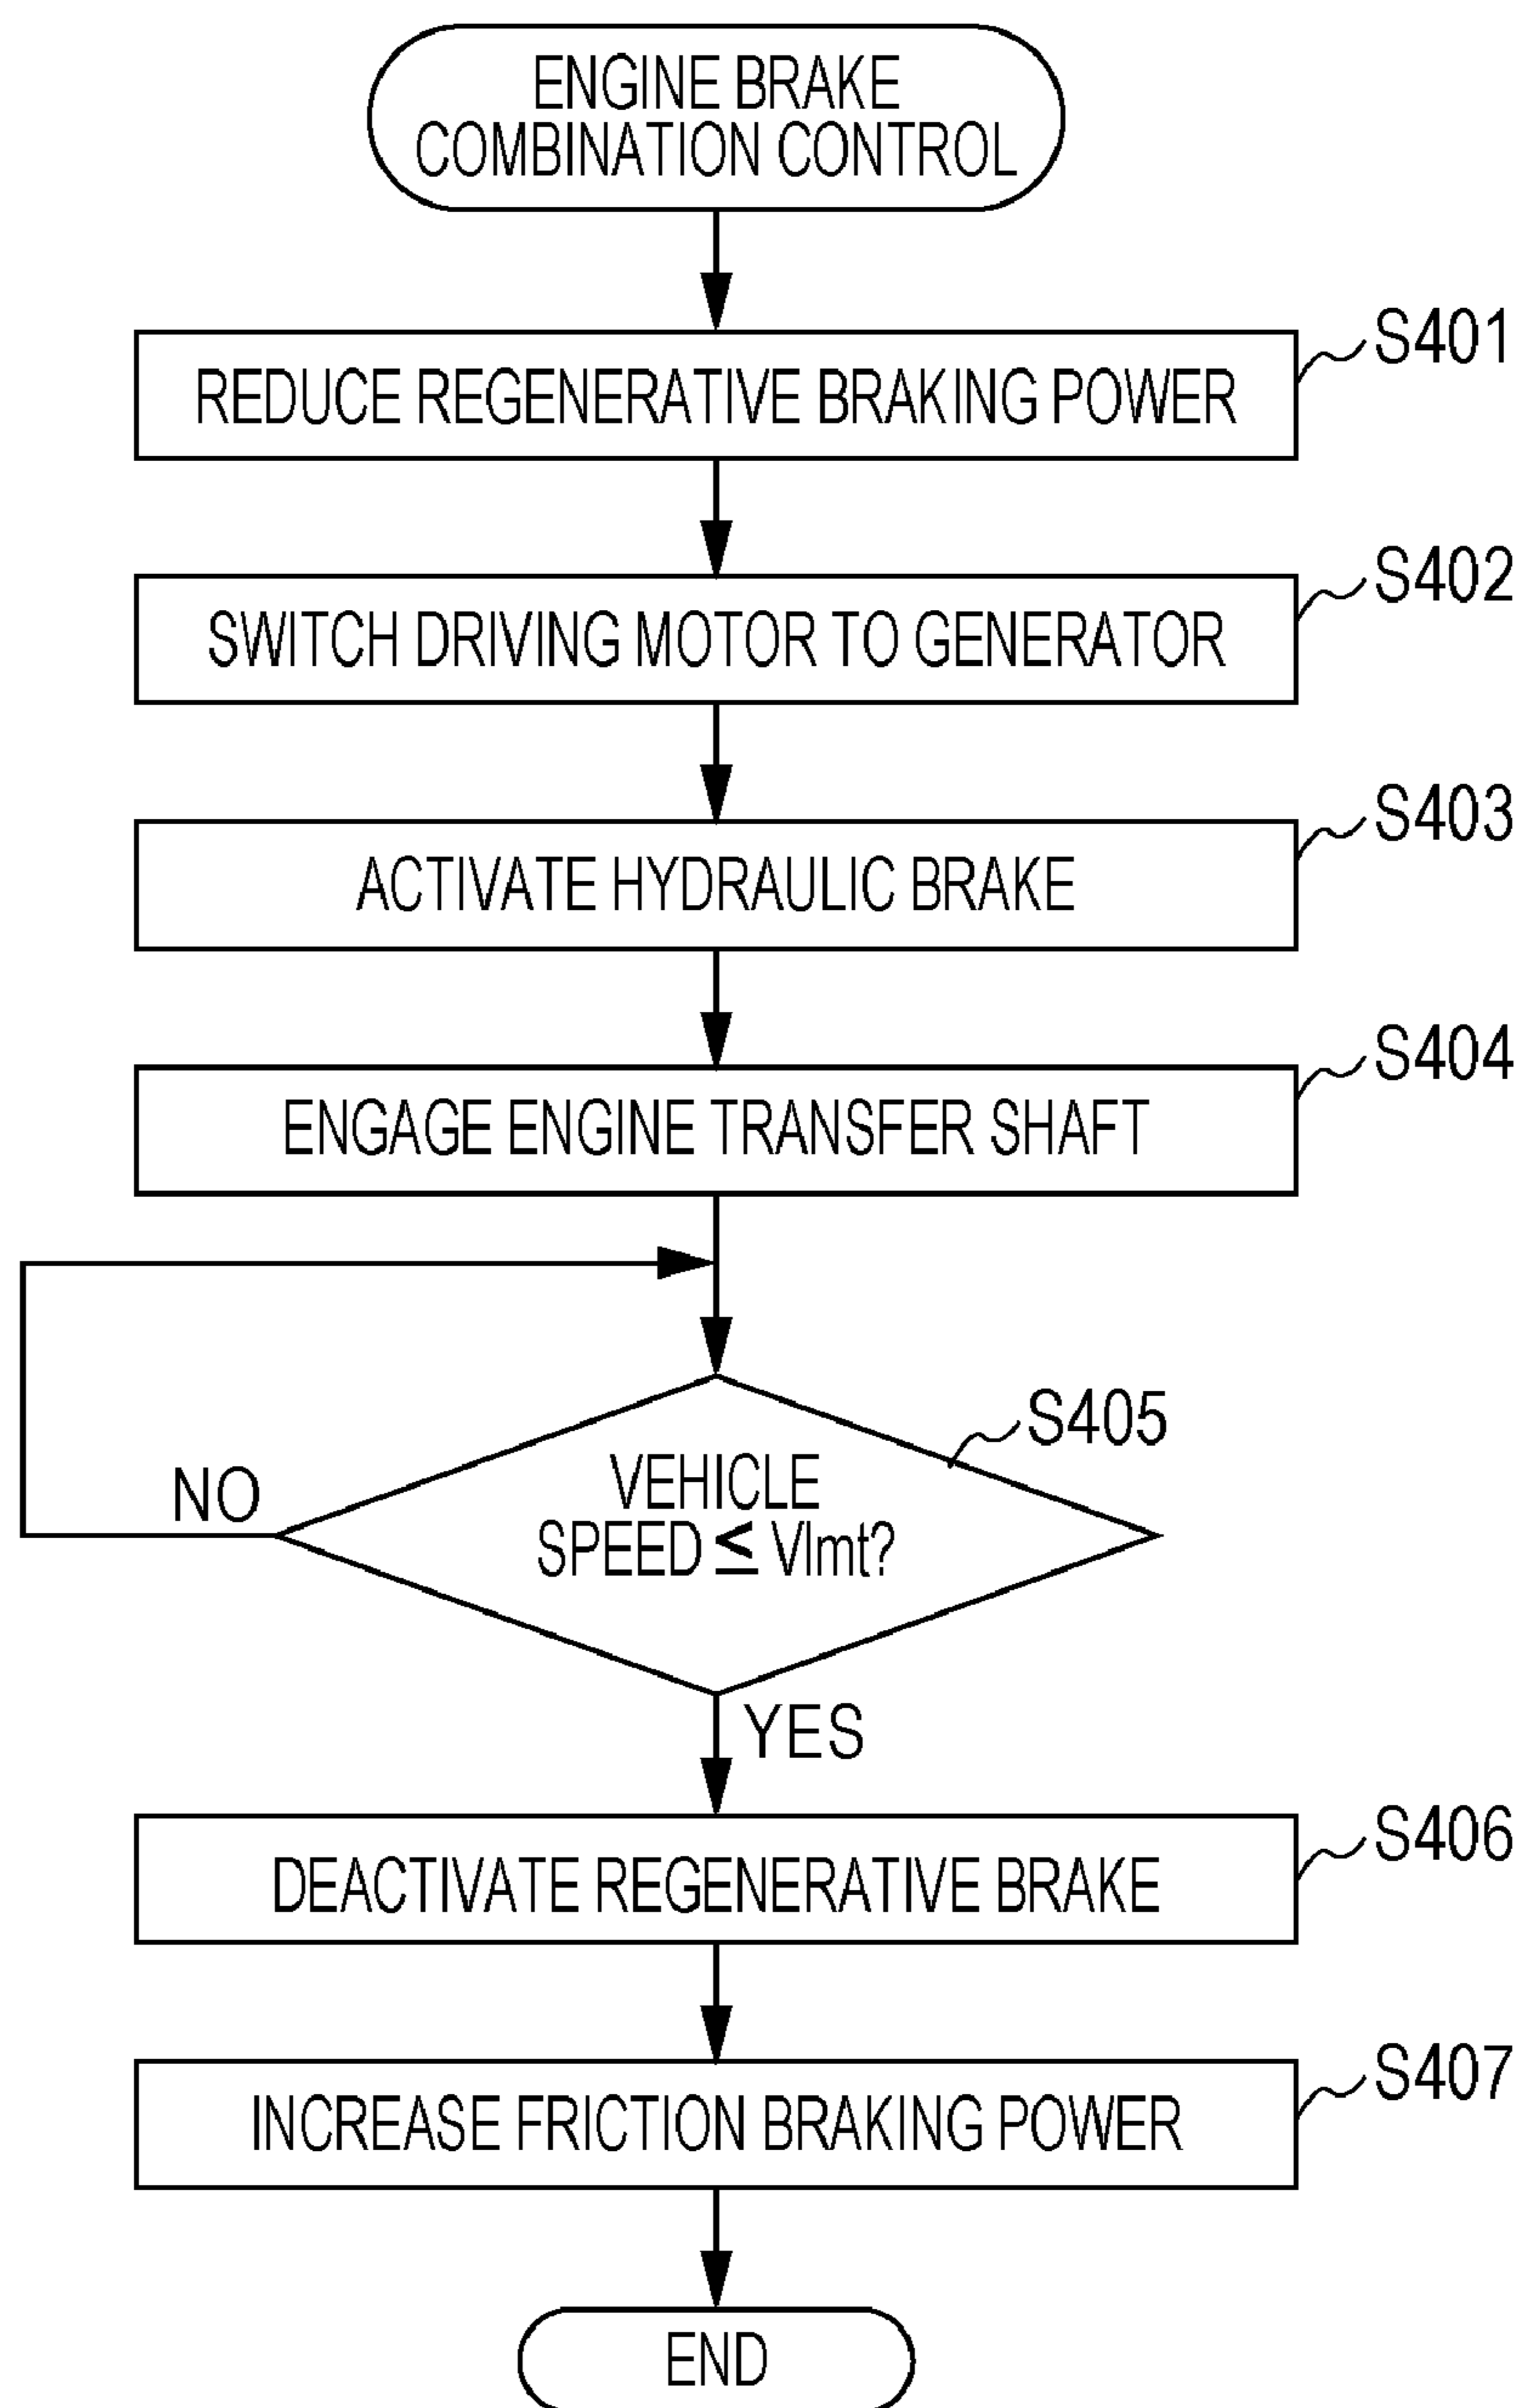 ENGINE BRAKE
COMBINATION CONTROL
S401
REDUCE REGENERATIVE BRAKING POWER
S402
SWITCH DRIVING MOTOR TO GENERATOR
S403
ACTIVATE HYDRAULIC BRAKE
S404
ENGAGE ENGINE TRANSFER SHAFT
S405
VEHICLE
SPEED ≤ Vlmt?
NO
YES
S406
DEACTIVATE REGENERATIVE BRAKE
S407
INCREASE FRICTION BRAKING POWER
END